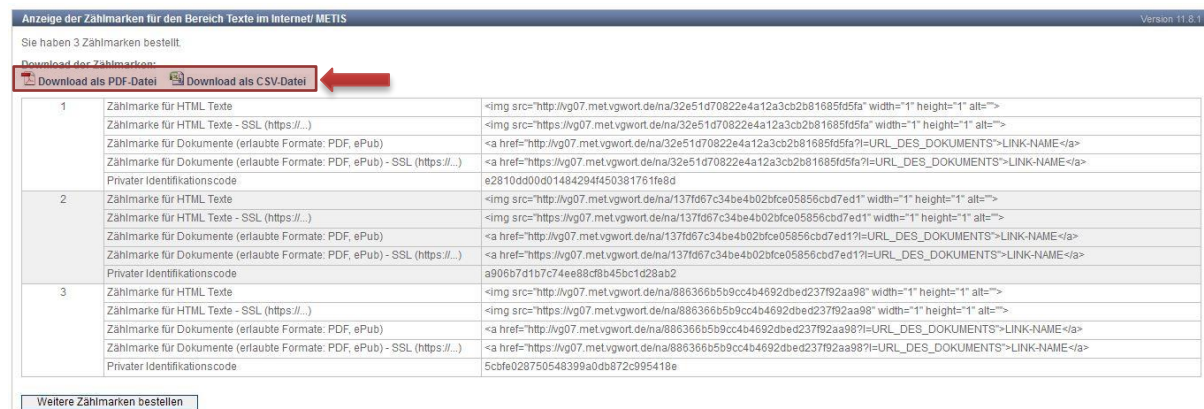 Anzeige der Zählmarken für den Bereich Texte im Internet/ METIS Version 11.8.1
Sie haben 3 Zählmarken bestellt.
Download der Zählmarken:
Download als PDF-Datei Download als CSV-Datei
1 Zählmarke für HTML Texte <img src="http://vg07.met.vgwort.de/na/32e51d70822e4a12a3cb2b81685fd5fa" width="1" height="1" alt="">
Zählmarke für HTML Texte - SSL (https://...) <img src="https://vg07.met.vgwort.de/na/32e51d70822e4a12a3cb2b81685fd5fa" width="1" height="1" alt="">
Zählmarke für Dokumente (erlaubte Formate: PDF, ePub) <a href="http://vg07.met.vgwort.de/na/32e51d70822e4a12a3cb2b81685fd5fa?l=URL_DES_DOKUMENTS">LINK-NAME</a>
Zählmarke für Dokumente (erlaubte Formate: PDF, ePub) - SSL (https://...) <a href="https://vg07.met.vgwort.de/na/32e51d70822e4a12a3cb2b81685fd5fa?l=URL_DES_DOKUMENTS">LINK-NAME</a>
Privater Identifikationscode e2810dd00d01484294f450381761fe8d
2 Zählmarke für HTML Texte <img src="http://vg07.met.vgwort.de/na/137fd67c34be4b02bfce05856cbd7ed1" width="1" height="1" alt="">
Zählmarke für HTML Texte - SSL (https://...) <img src="https://vg07.met.vgwort.de/na/137fd67c34be4b02bfce05856cbd7ed1" width="1" height="1" alt="">
Zählmarke für Dokumente (erlaubte Formate: PDF, ePub) <a href="http://vg07.met.vgwort.de/na/137fd67c34be4b02bfce05856cbd7ed1?l=URL_DES_DOKUMENTS">LINK-NAME</a>
Zählmarke für Dokumente (erlaubte Formate: PDF, ePub) - SSL (https://...) <a href="https://vg07.met.vgwort.de/na/137fd67c34be4b02bfce05856cbd7ed1?l=URL_DES_DOKUMENTS">LINK-NAME</a>
Privater Identifikationscode a906b7d1b7c74ee88cf8b45bc1d28ab2
3 Zählmarke für HTML Texte <img src="http://vg07.met.vgwort.de/na/886366b5b9cc4b4692dbed237f92aa98" width="1" height="1" alt="">
Zählmarke für HTML Texte - SSL (https://...) <img src="https://vg07.met.vgwort.de/na/886366b5b9cc4b4692dbed237f92aa98" width="1" height="1" alt="">
Zählmarke für Dokumente (erlaubte Formate: PDF, ePub) <a href="http://vg07.met.vgwort.de/na/886366b5b9cc4b4692dbed237f92aa98?l=URL_DES_DOKUMENTS">LINK-NAME</a>
Zählmarke für Dokumente (erlaubte Formate: PDF, ePub) - SSL (https://...) <a href="https://vg07.met.vgwort.de/na/886366b5b9cc4b4692dbed237f92aa98?l=URL_DES_DOKUMENTS">LINK-NAME</a>
Privater Identifikationscode 5cbfe028750548399a0db872c995418e
Weitere Zählmarken bestellen